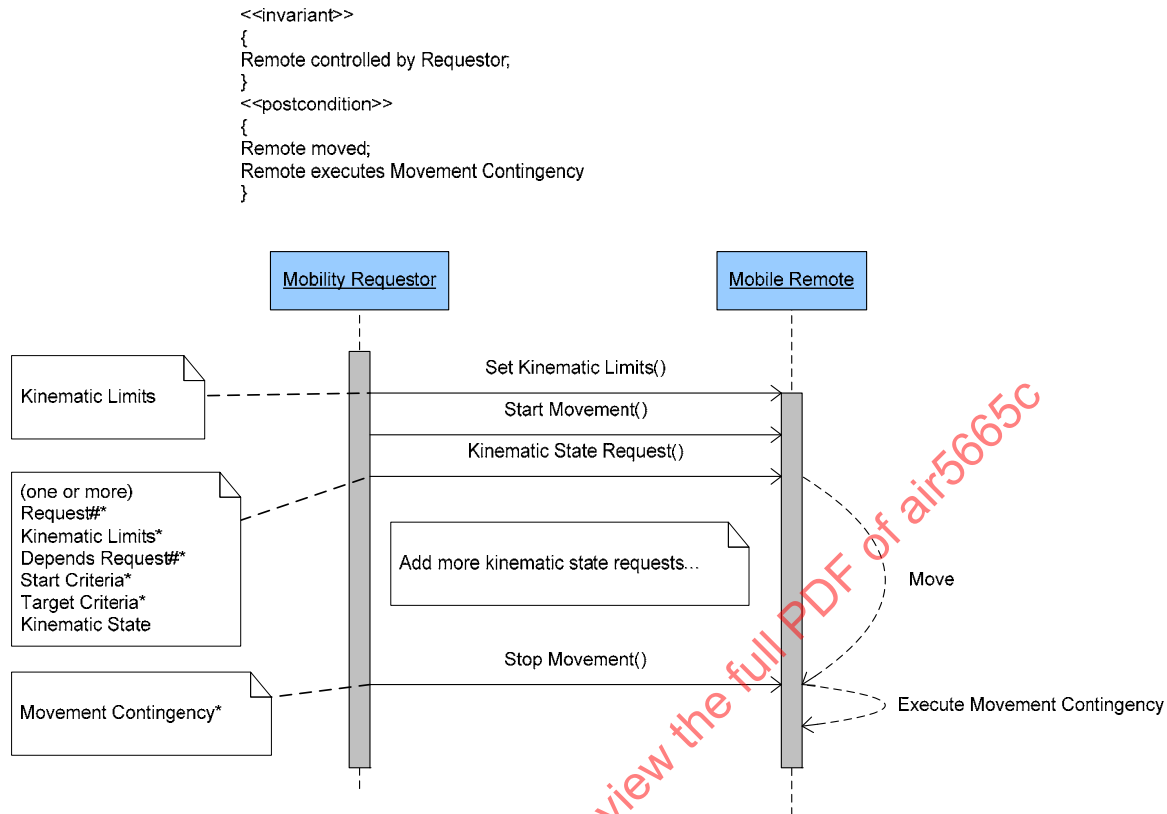 <<invariant>>
{
Remote controlled by Requestor;
}
<<postcondition>>
{
Remote moved;
Remote executes Movement Contingency
}
Mobility Requestor
Mobile Remote
Kinematic Limits
Set Kinematic Limits()
Start Movement()
Kinematic State Request()
(one or more)
Request#*
Kinematic Limits*
Depends Request#*
Start Criteria*
Target Criteria*
Kinematic State
Add more kinematic state requests...
Move
Stop Movement()
Movement Contingency*
Execute Movement Contingency
view the full PDF of air5665c